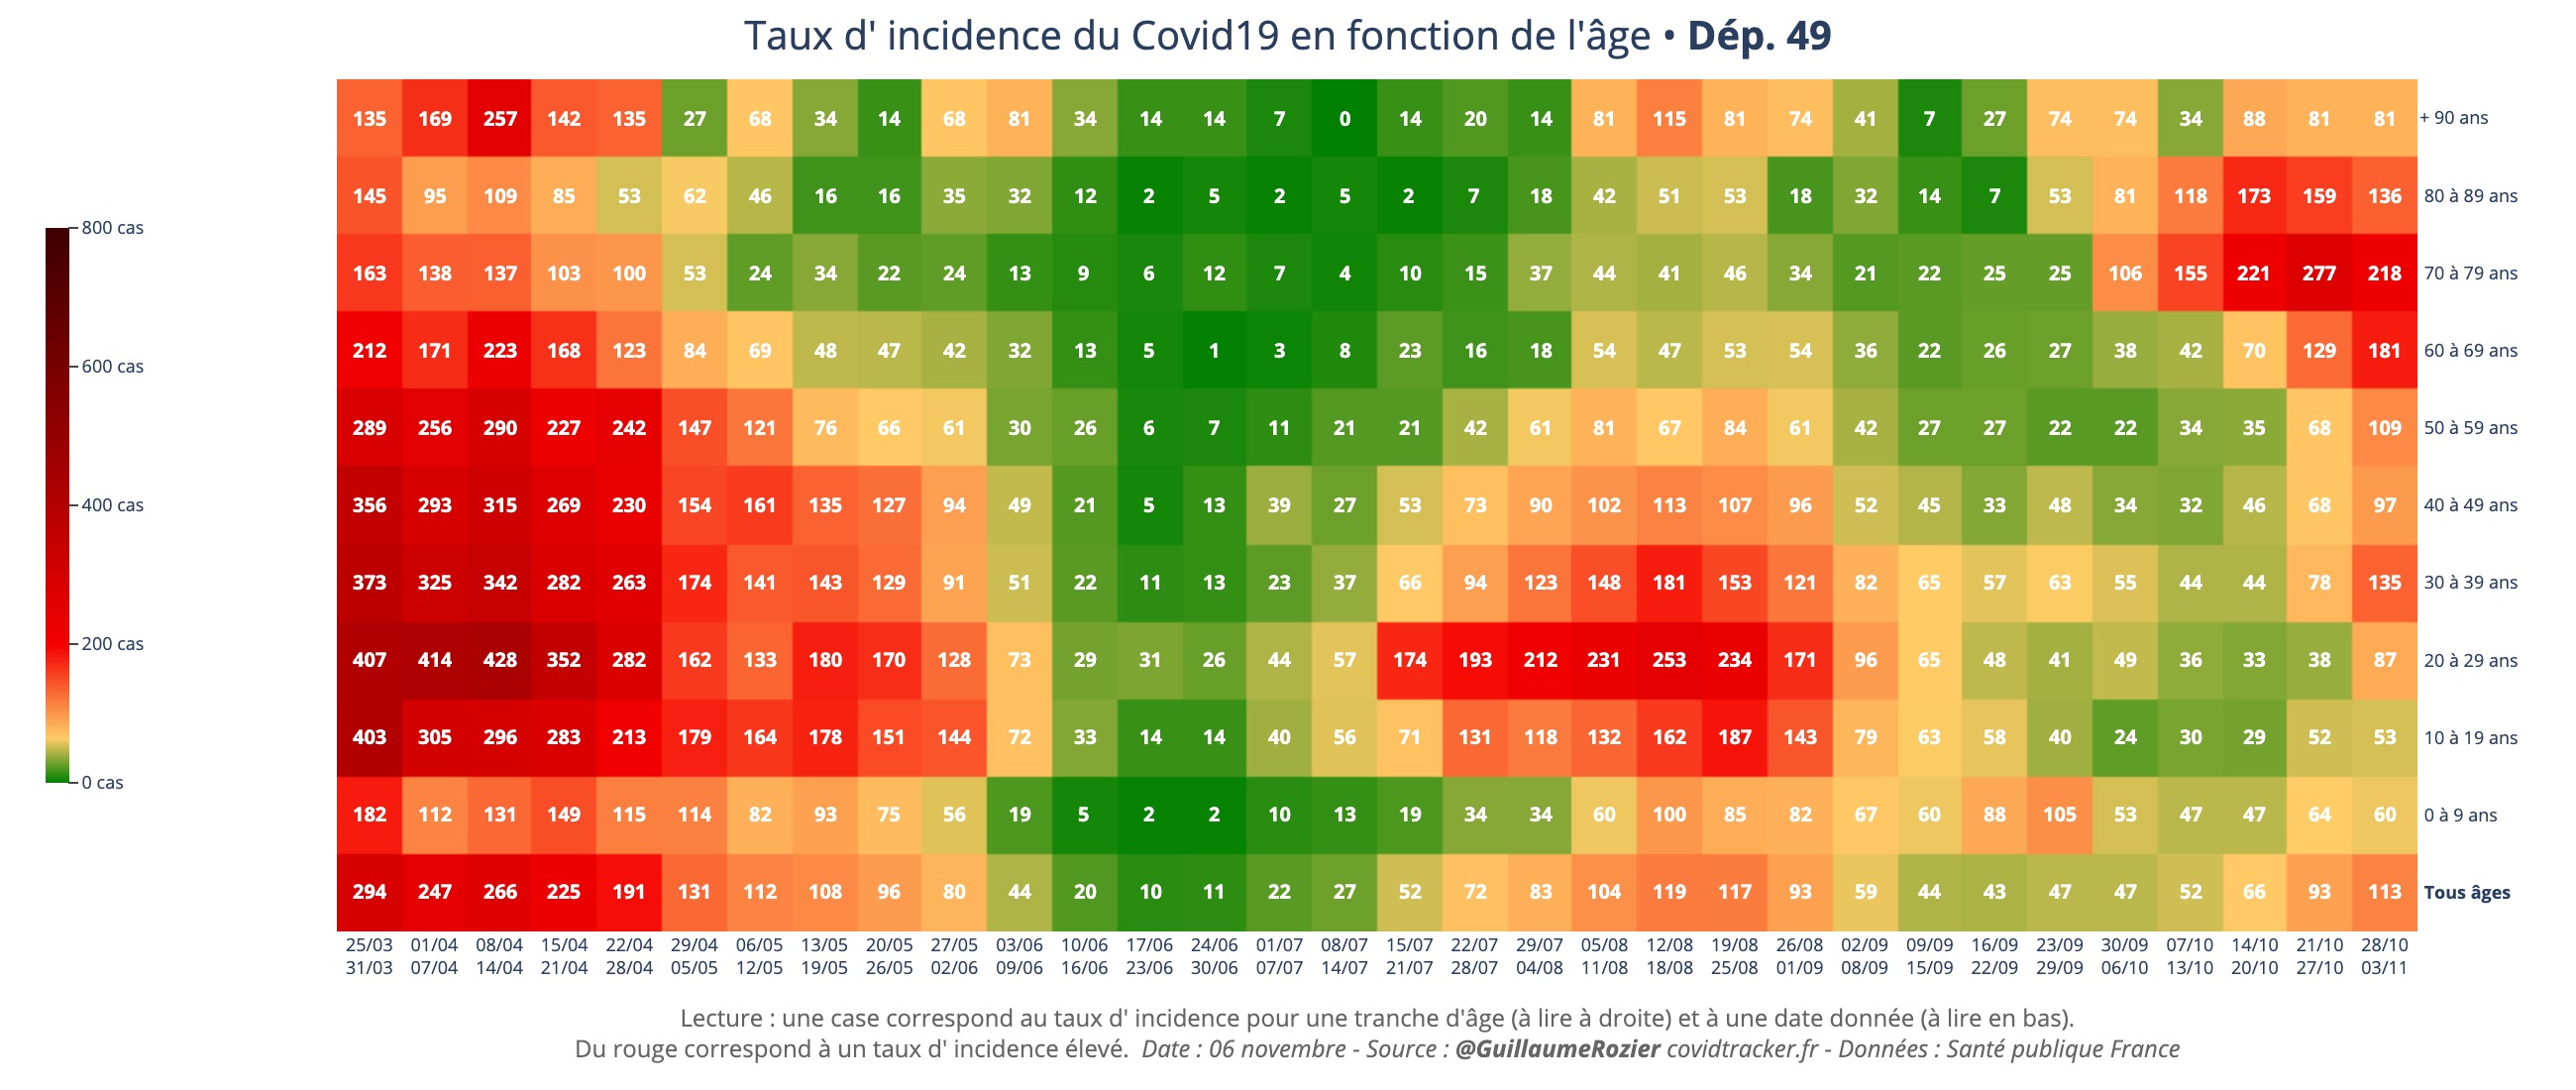 Taux d' incidence du Covid19 en fonction de l'âge • Dép. 49
800 cas
600 cas
400 cas
200 cas
0 cas
135 169 257 142 135 27 68 34 14 68 81 34 14 14 7 0 14 20 14 81 115 81 74 41 7 27 74 74 34 88 81 81 + 90 ans
145 95 109 85 53 62 46 16 16 35 32 12 2 5 2 5 2 7 18 42 51 53 18 32 14 7 53 81 118 173 159 136 80 à 89 ans
163 138 137 103 100 53 24 34 22 24 13 9 6 12 7 4 10 15 37 44 41 46 34 21 22 25 25 106 155 221 277 218 70 à 79 ans
212 171 223 168 123 84 69 48 47 42 32 13 5 1 3 8 23 16 18 54 47 53 54 36 22 26 27 38 42 70 129 181 60 à 69 ans
289 256 290 227 242 147 121 76 66 61 30 26 6 7 11 21 21 42 61 81 67 84 61 42 27 27 22 22 34 35 68 109 50 à 59 ans
356 293 315 269 230 154 161 135 127 94 49 21 5 13 39 27 53 73 90 102 113 107 96 52 45 33 48 34 32 46 68 97 40 à 49 ans
373 325 342 282 263 174 141 143 129 91 51 22 11 13 23 37 66 94 123 148 181 153 121 82 65 57 63 55 44 44 78 135 30 à 39 ans
407 414 428 352 282 162 133 180 170 128 73 29 31 26 44 57 174 193 212 231 253 234 171 96 65 48 41 49 36 33 38 87 20 à 29 ans
403 305 296 283 213 179 164 178 151 144 72 33 14 14 40 56 71 131 118 132 162 187 143 79 63 58 40 24 30 29 52 53 10 à 19 ans
182 112 131 149 115 114 82 93 75 56 19 5 2 2 10 13 19 34 34 60 100 85 82 67 60 88 105 53 47 47 64 60 0 à 9 ans
294 247 266 225 191 131 112 108 96 80 44 20 10 11 22 27 52 72 83 104 119 117 93 59 44 43 47 47 52 66 93 113 Tous âges
25/03 01/04 08/04 15/04 22/04 29/04 06/05 13/05 20/05 27/05 03/06 10/06 17/06 24/06 01/07 08/07 15/07 22/07 29/07 05/08 12/08 19/08 26/08 02/09 09/09 16/09 23/09 30/09 07/10 14/10 21/10 28/10
31/03 07/04 14/04 21/04 28/04 05/05 12/05 19/05 26/05 02/06 09/06 16/06 23/06 30/06 07/07 14/07 21/07 28/07 04/08 11/08 18/08 25/08 01/09 08/09 15/09 22/09 29/09 06/10 13/10 20/10 27/10 03/11
Lecture : une case correspond au taux d' incidence pour une tranche d'âge (à lire à droite) et à une date donnée (à lire en bas).
Du rouge correspond à un taux d' incidence élevé. Date : 06 novembre - Source : @GuillaumeRozier covidtracker.fr - Données : Santé publique France